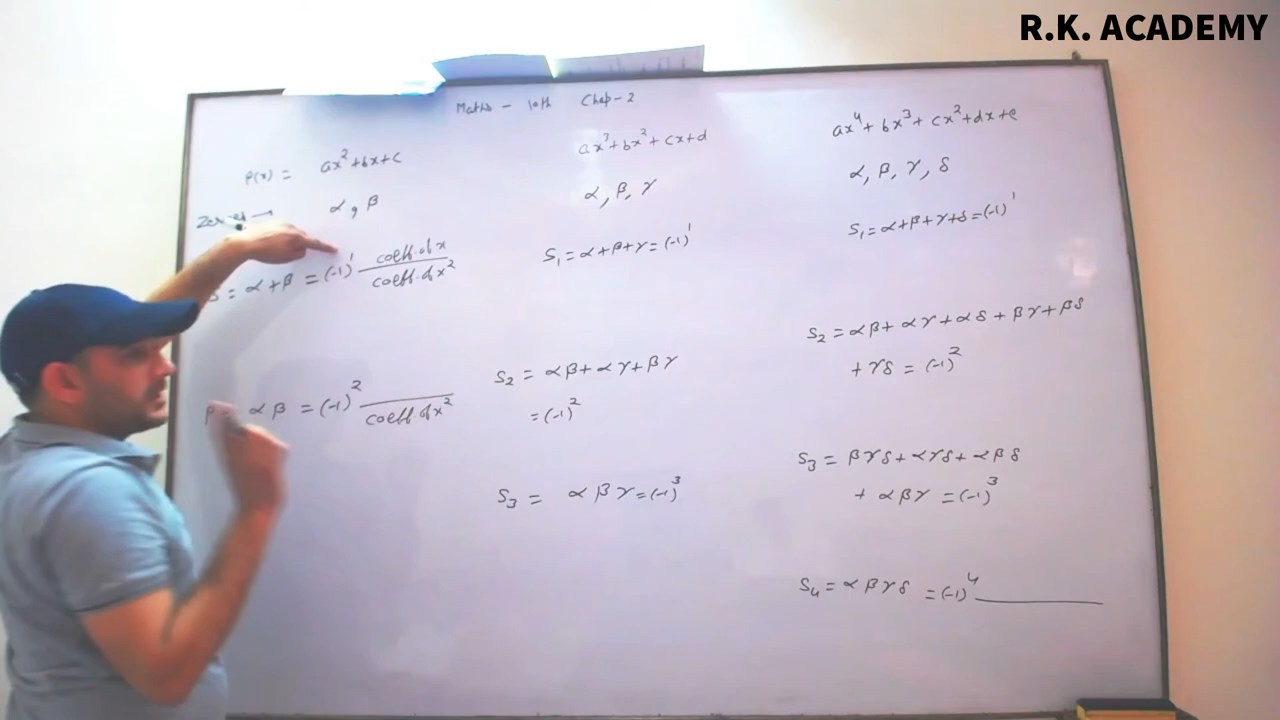 R.K. ACADEMY
Maths - 10th Chap-2
P(x) = ax²+bx+c
Zeroes → α, β
S = α+β = (-1)¹ coeff. of x / coeff. of x²
P = αβ = (-1)² / coeff. of x²
ax³+bx²+cx+d
α, β, γ
S₁ = α+β+γ = (-1)¹
S₂ = αβ+αγ+βγ
= (-1)²
S₃ = αβγ = (-1)³
ax⁴+bx³+cx²+dx+e
α, β, γ, δ
S₁ = α+β+γ+δ = (-1)¹
S₂ = αβ+αγ+αδ+βγ+βδ
+γδ = (-1)²
S₃ = βγδ+αγδ+αβδ
+αβγ = (-1)³
S₄ = αβγδ = (-1)⁴